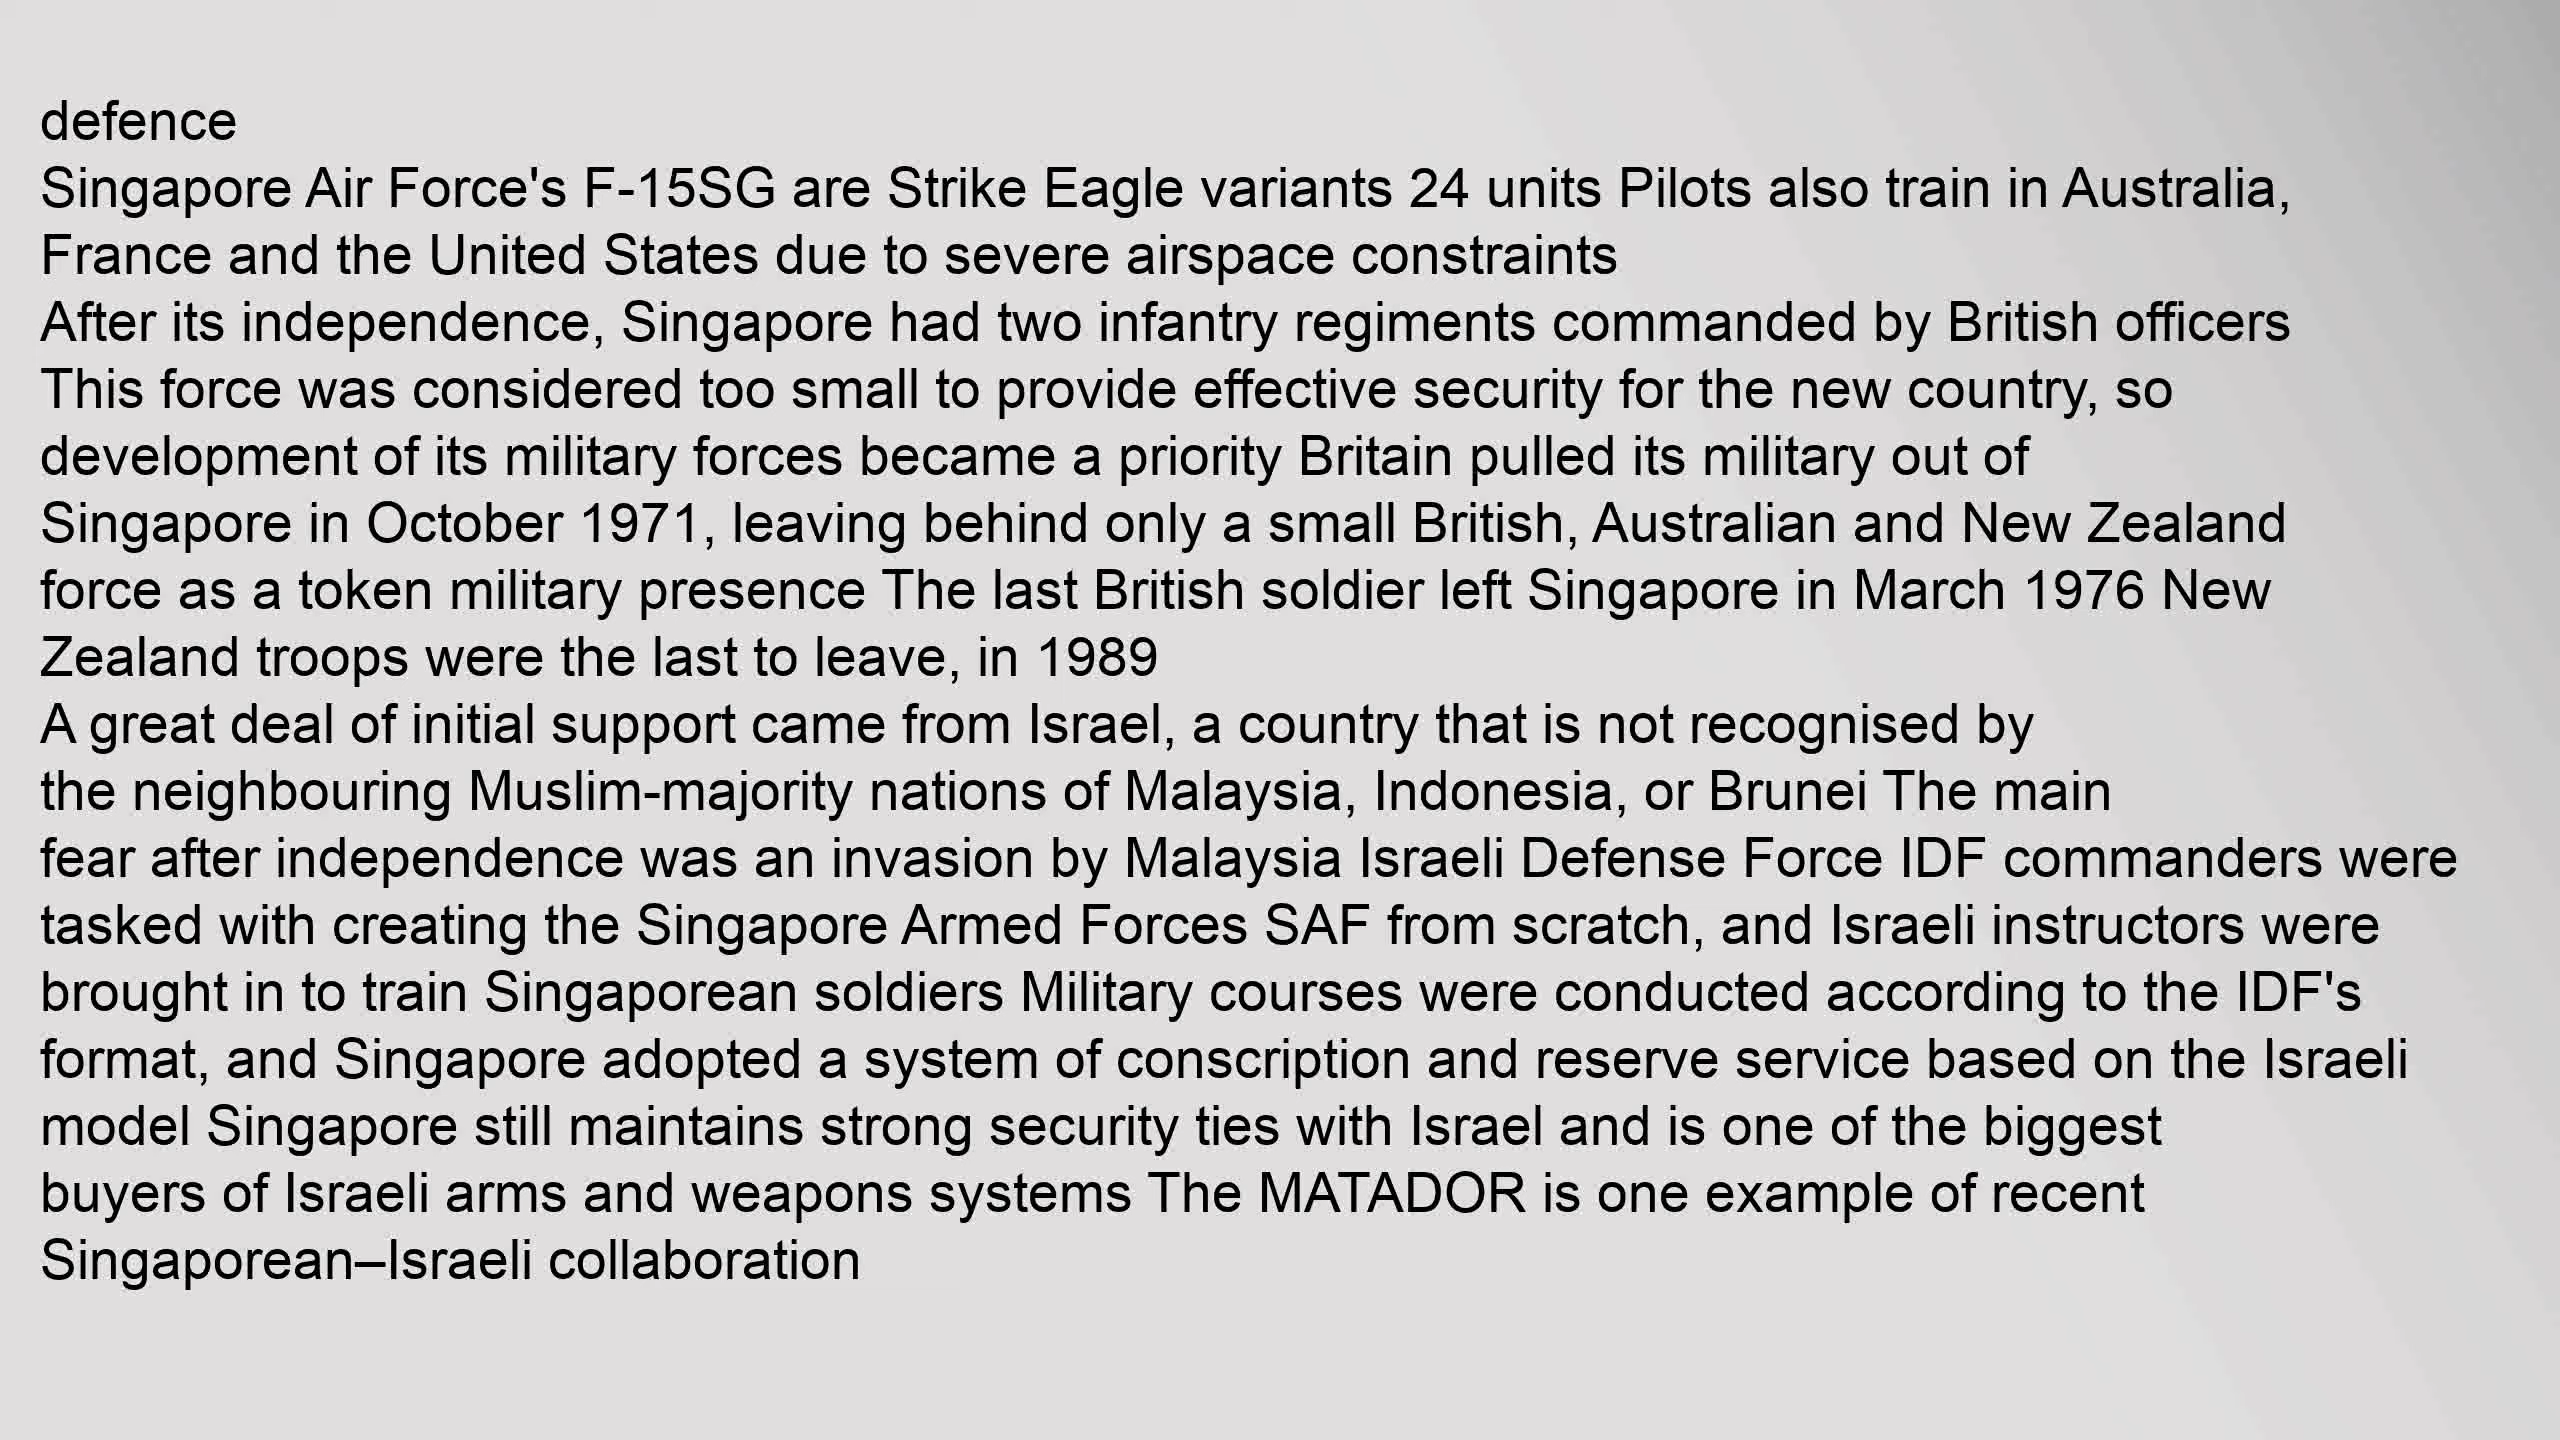 defence
Singapore Air Force's F-15SG are Strike Eagle variants 24 units Pilots also train in Australia,
France and the United States due to severe airspace constraints
After its independence, Singapore had two infantry regiments commanded by British officers
This force was considered too small to provide effective security for the new country, so
development of its military forces became a priority Britain pulled its military out of
Singapore in October 1971, leaving behind only a small British, Australian and New Zealand
force as a token military presence The last British soldier left Singapore in March 1976 New
Zealand troops were the last to leave, in 1989
A great deal of initial support came from Israel, a country that is not recognised by
the neighbouring Muslim-majority nations of Malaysia, Indonesia, or Brunei The main
fear after independence was an invasion by Malaysia Israeli Defense Force IDF commanders were
tasked with creating the Singapore Armed Forces SAF from scratch, and Israeli instructors were
brought in to train Singaporean soldiers Military courses were conducted according to the IDF's
format, and Singapore adopted a system of conscription and reserve service based on the Israeli
model Singapore still maintains strong security ties with Israel and is one of the biggest
buyers of Israeli arms and weapons systems The MATADOR is one example of recent
Singaporean–Israeli collaboration